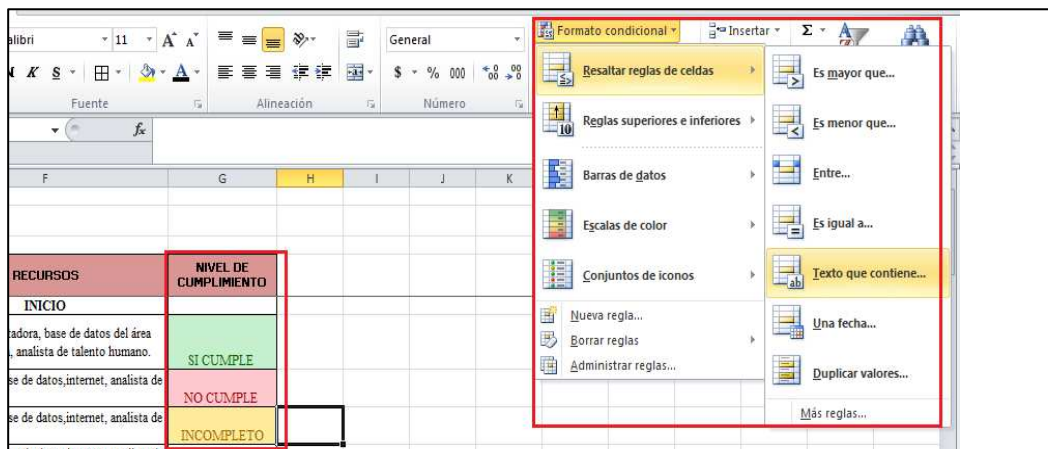 Formato condicional
Insertar
Σ
11
A A
General
K S
A
$ % 000
Fuente
Alineación
Número
fx
F G H I J K
Resaltar reglas de celdas
Reglas superiores e inferiores
10
Barras de datos
Escalas de color
Conjuntos de iconos
Nueva regla...
Borrar reglas
Administrar reglas...
Es mayor que...
Es menor que...
Entre...
Es igual a...
Texto que contiene...
Una fecha...
Duplicar valores...
Más reglas...
RECURSOS
NIVEL DE
CUMPLIMIENTO
INICIO
base de datos del área
analista de talento humano.
SI CUMPLE
de datos,internet, analista de
NO CUMPLE
de datos,internet, analista de
INCOMPLETO